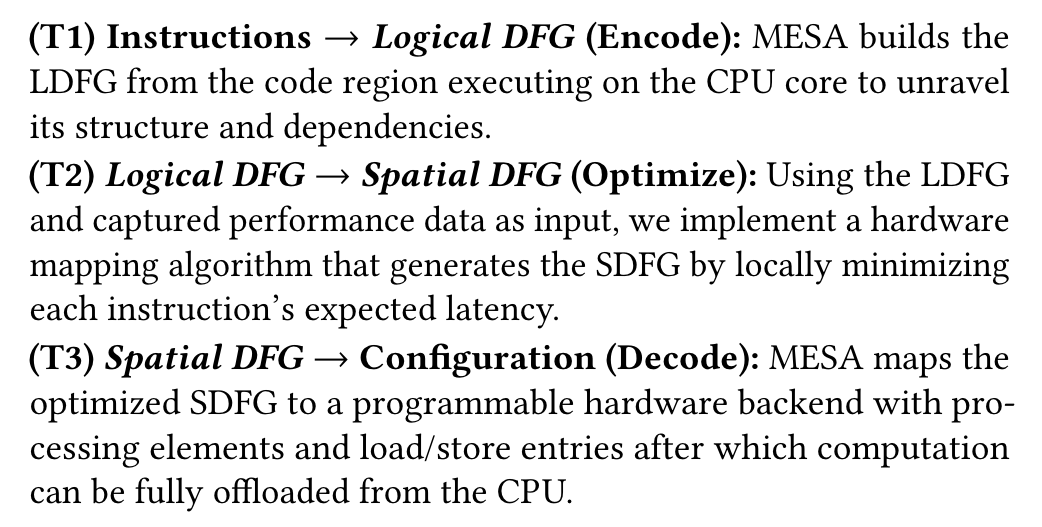 (T1) Instructions → Logical DFG (Encode): MESA builds the
LDFG from the code region executing on the CPU core to unravel
its structure and dependencies.
(T2) Logical DFG → Spatial DFG (Optimize): Using the LDFG
and captured performance data as input, we implement a hardware
mapping algorithm that generates the SDFG by locally minimizing
each instruction’s expected latency.
(T3) Spatial DFG → Configuration (Decode): MESA maps the
optimized SDFG to a programmable hardware backend with pro-
cessing elements and load/store entries after which computation
can be fully offloaded from the CPU.